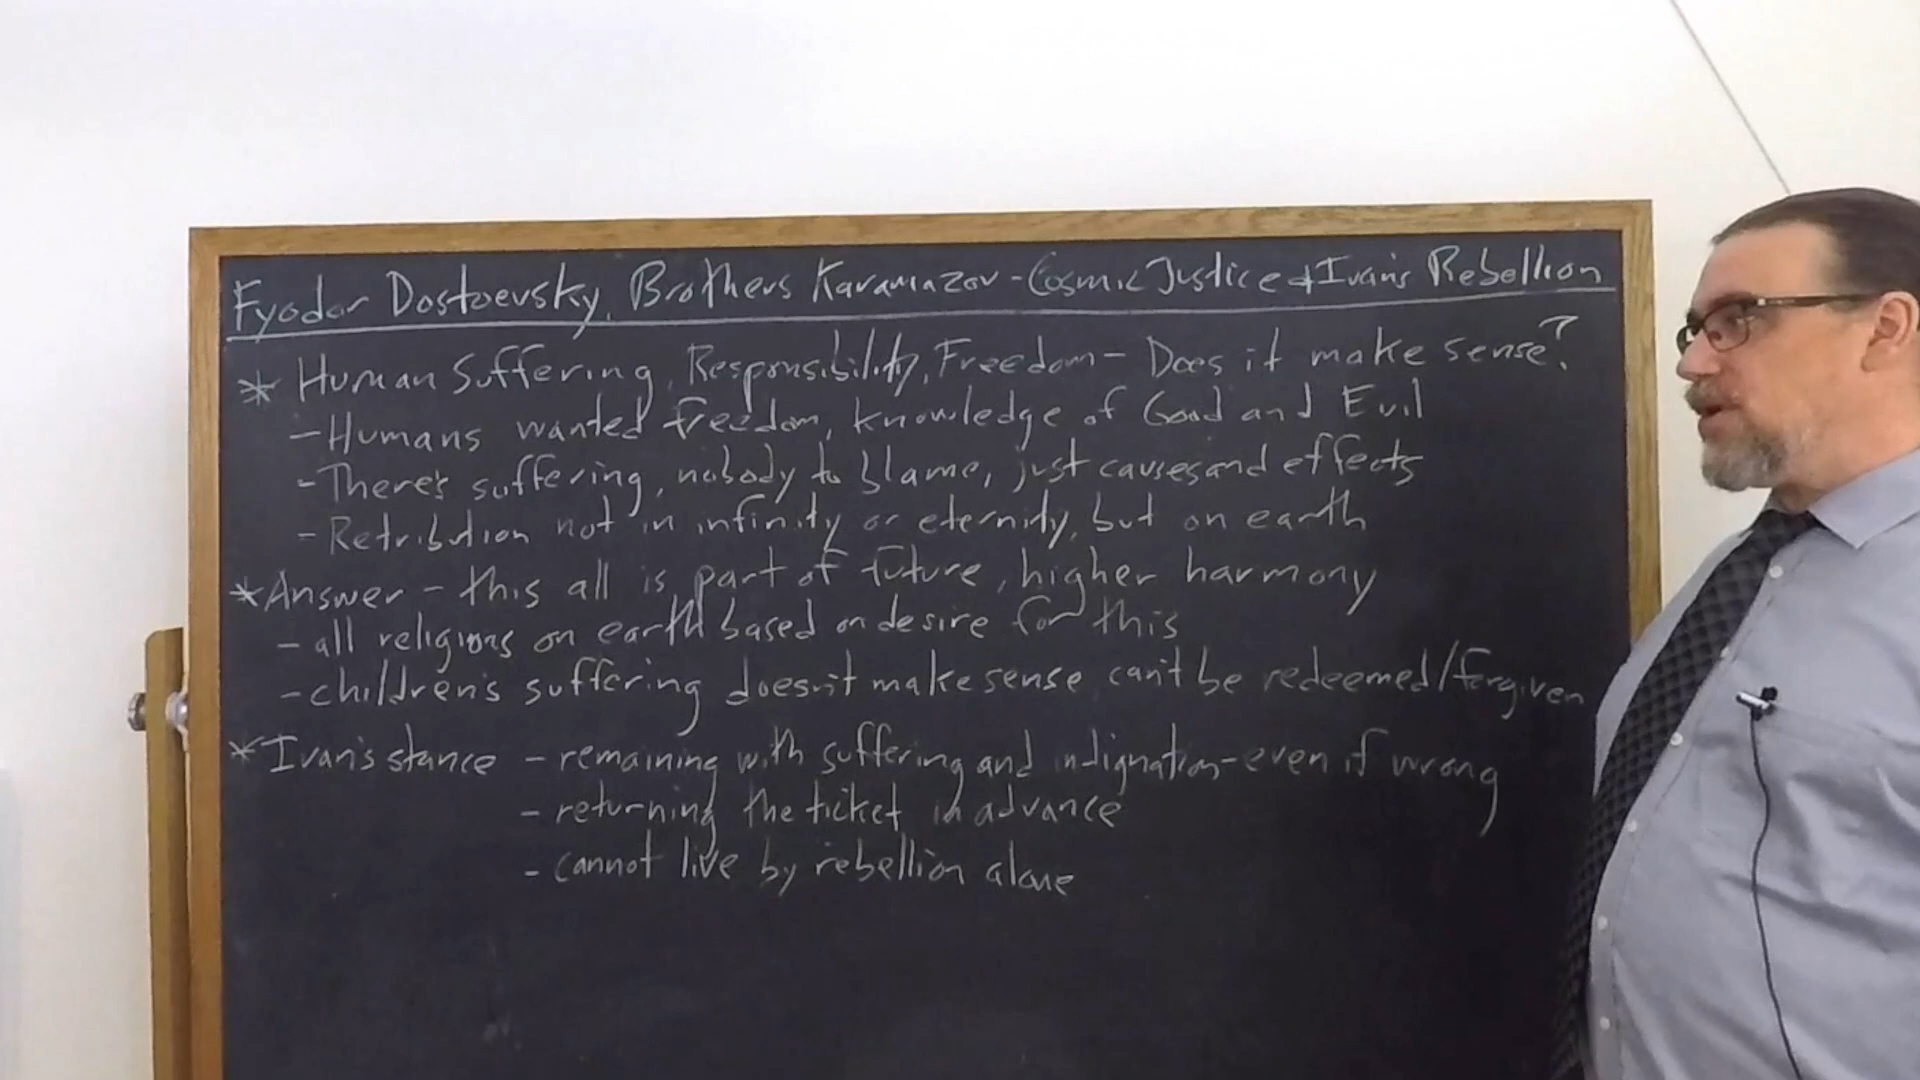 Fyodor Dostoevsky, Brothers Karamazov - Cosmic Justice & Ivan's Rebellion
* Human Suffering, Responsibility, Freedom - Does it make sense?
- Humans wanted freedom, knowledge of Good and Evil
- There's suffering, nobody to blame, just causes and effects
- Retribution not in infinity or eternity, but on earth
* Answer - this all is part of future, higher harmony
- all religions on earth based on desire for this
- children's suffering doesn't make sense, can't be redeemed/forgiven
* Ivan's stance - remaining with suffering and indignation - even if wrong
- returning the ticket in advance
- cannot live by rebellion alone